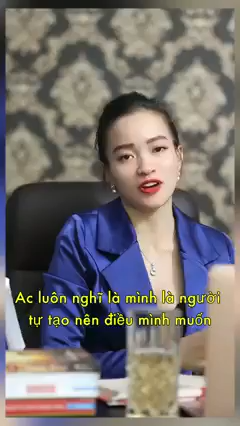 Ac luôn nghĩ là mình là người
tự tạo nên điều mình muốn